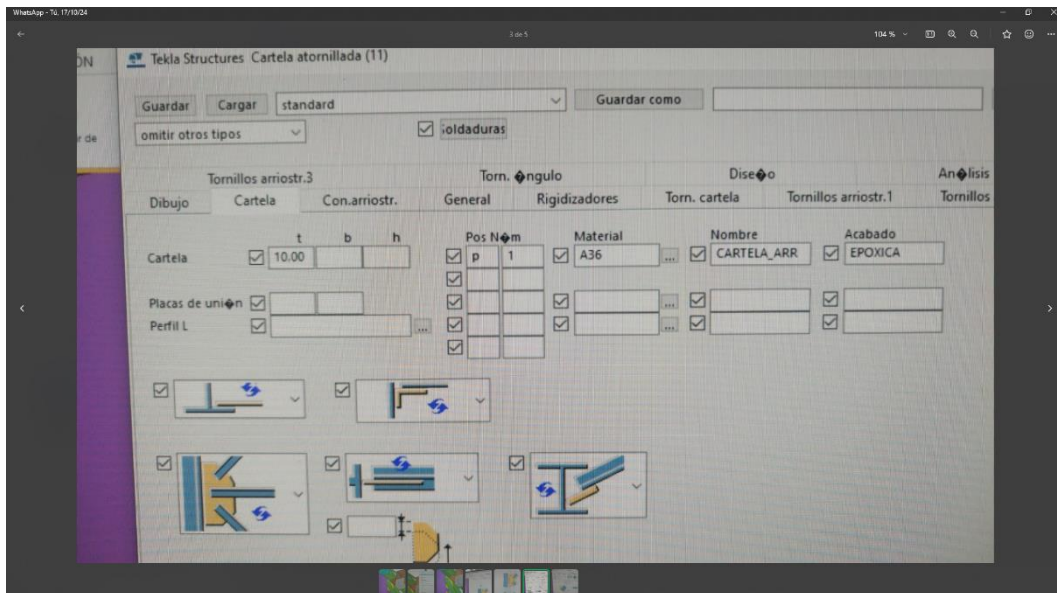 WhatsApp - Tú, 17/10/24
3 de 5
104 %
ÓN
Tekla Structures Cartela atornillada (11)
Guardar
Cargar
standard
Guardar como
r de
omitir otros tipos
oldaduras
Tornillos arriostr.3
Torn. �ngulo
Dise�o
An�lisis
Dibujo
Cartela
Con.arriostr.
General
Rigidizadores
Torn. cartela
Tornillos arriostr.1
Tornillos
t b h Pos N�m Material Nombre Acabado
Cartela 10.00 p 1 A36 ... CARTELA_ARR EPOXICA
Placas de uni�n ...
Perfil L ... ...